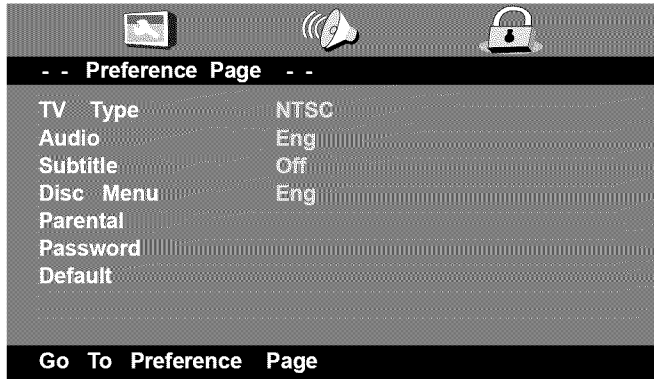 - - Preference Page - -
TV Type NTSC
Audio Eng
Subtitle Off
Disc Menu Eng
Parental
Password
Default
Go To Preference Page